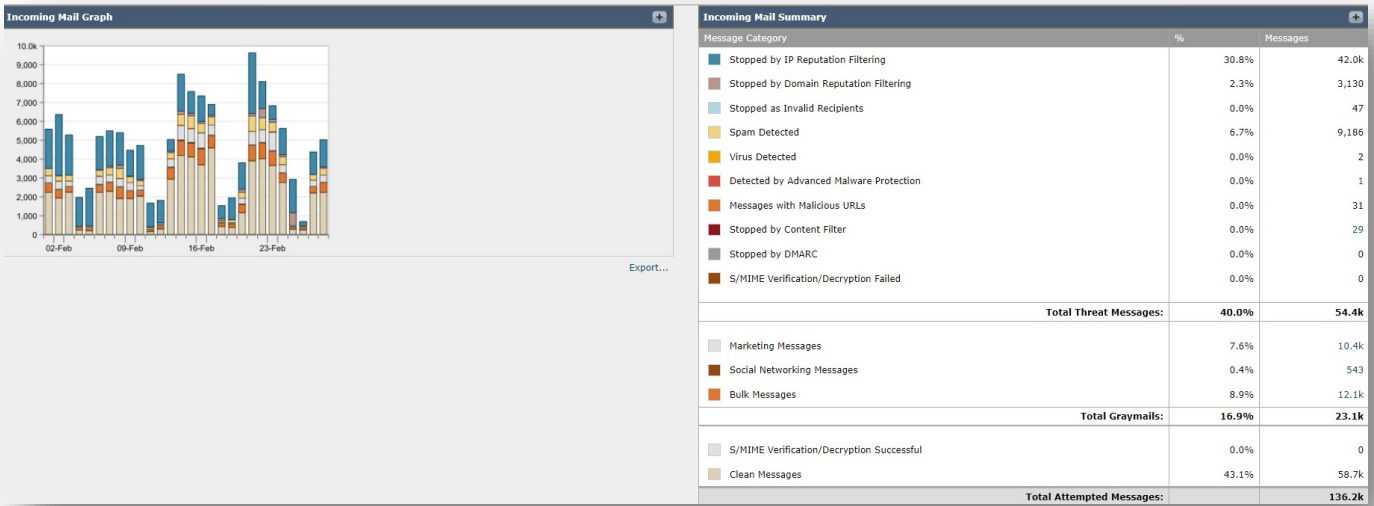 Incoming Mail Graph
10.0k
9,000
8,000
7,000
6,000
5,000
4,000
3,000
2,000
1,000
0
02-Feb 09-Feb 16-Feb 23-Feb
Export...
Incoming Mail Summary
Message Category % Messages
Stopped by IP Reputation Filtering 30.8% 42.0k
Stopped by Domain Reputation Filtering 2.3% 3,130
Stopped as Invalid Recipients 0.0% 47
Spam Detected 6.7% 9,186
Virus Detected 0.0% 2
Detected by Advanced Malware Protection 0.0% 1
Messages with Malicious URLs 0.0% 31
Stopped by Content Filter 0.0% 29
Stopped by DMARC 0.0% 0
S/MIME Verification/Decryption Failed 0.0% 0
Total Threat Messages: 40.0% 54.4k
Marketing Messages 7.6% 10.4k
Social Networking Messages 0.4% 543
Bulk Messages 8.9% 12.1k
Total Graymails: 16.9% 23.1k
S/MIME Verification/Decryption Successful 0.0% 0
Clean Messages 43.1% 58.7k
Total Attempted Messages: 136.2k